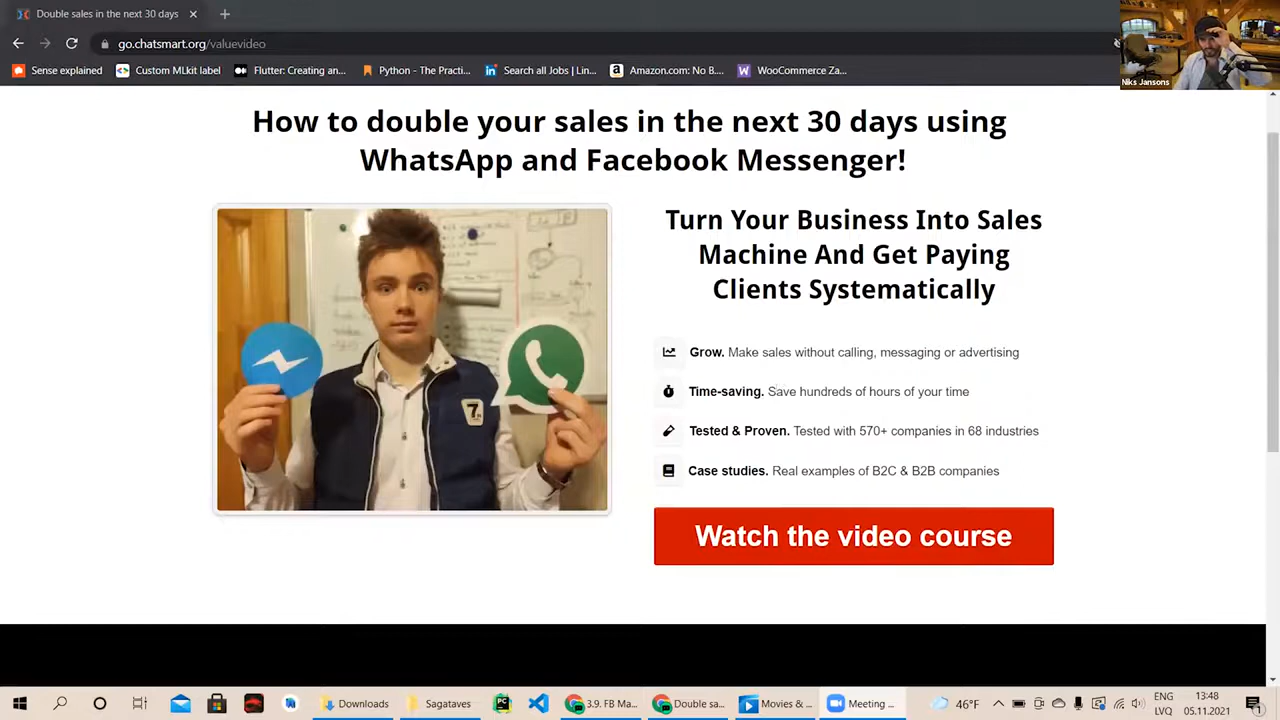 Double sales in the next 30 days
go.chatsmart.org/valuevideo
Sense explained
Custom MLkit label
Flutter: Creating an...
Python - The Practi...
Search all Jobs | Lin...
Amazon.com: No B...
WooCommerce Za...
Niks Jansons
How to double your sales in the next 30 days using
WhatsApp and Facebook Messenger!
Turn Your Business Into Sales
Machine And Get Paying
Clients Systematically
Grow. Make sales without calling, messaging or advertising
Time-saving. Save hundreds of hours of your time
Tested & Proven. Tested with 570+ companies in 68 industries
Case studies. Real examples of B2C & B2B companies
Watch the video course
7.
Downloads
Sagataves
3.9. FB Ma...
Double sa...
Movies & ...
Meeting ...
46°F
ENG
LVQ
13:48
05.11.2021